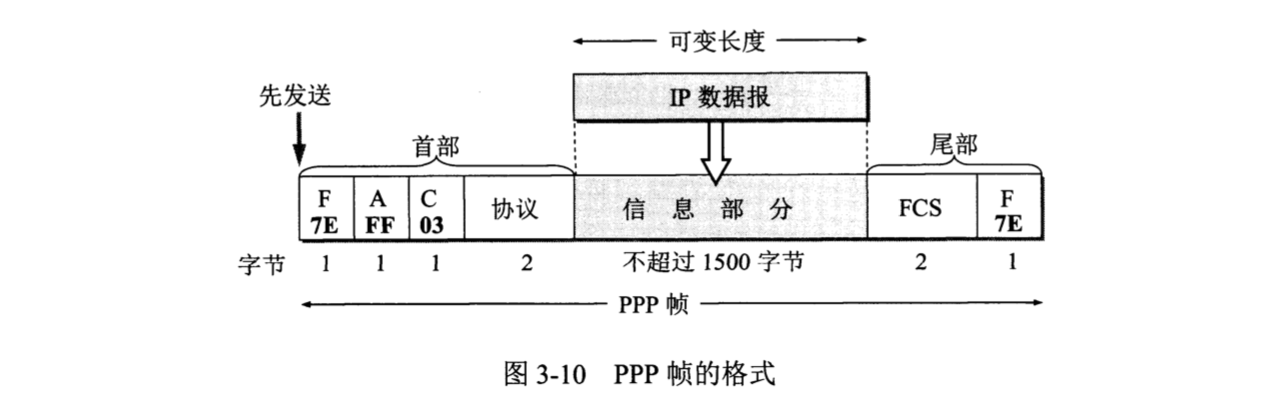 可变长度
IP 数据报
先发送
首部
尾部
F A C 协议 信息部分 FCS F
7E FF 03 7E
字节 1 1 1 2 不超过 1500 字节 2 1
PPP 帧
图 3-10 PPP 帧的格式